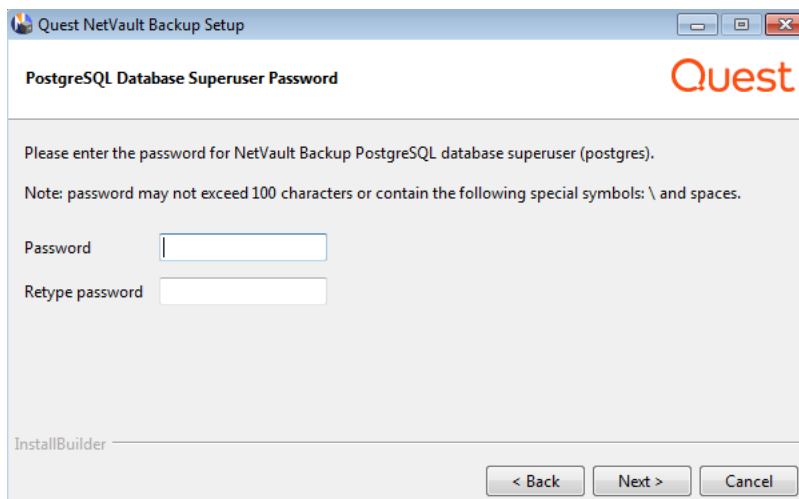 Quest NetVault Backup Setup
PostgreSQL Database Superuser Password
Quest
Please enter the password for NetVault Backup PostgreSQL database superuser (postgres).
Note: password may not exceed 100 characters or contain the following special symbols: \ and spaces.
Password
Retype password
InstallBuilder
< Back Next > Cancel